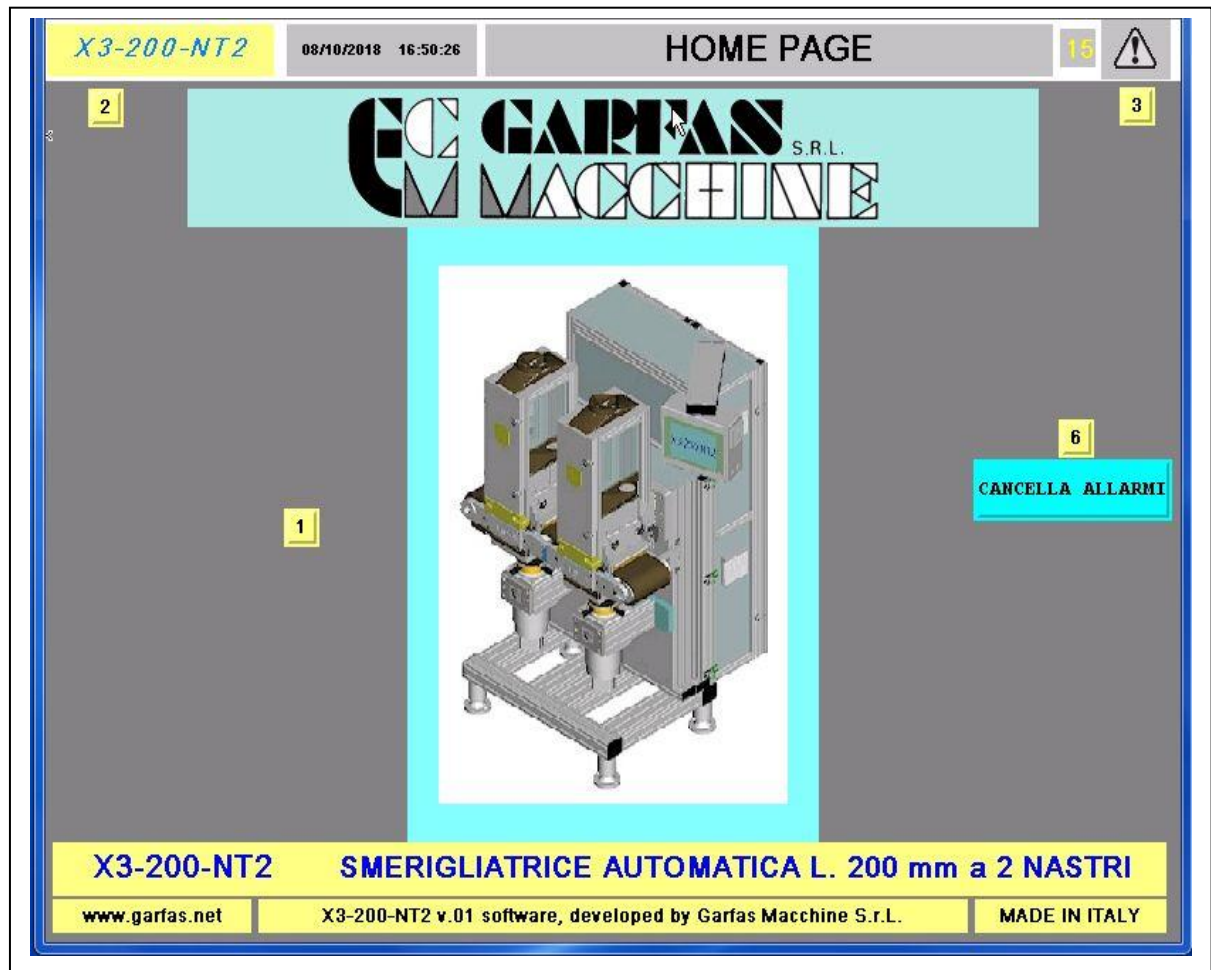 X3-200-NT2
08/10/2018 16:50:26
HOME PAGE
15
2
3
GC GARFAS S.R.L.
M MACCHINE
6
CANCELLA ALLARMI
1
X3-200-NT2 SMERIGLIATRICE AUTOMATICA L. 200 mm a 2 NASTRI
www.garfas.net
X3-200-NT2 v.01 software, developed by Garfas Macchine S.r.L.
MADE IN ITALY